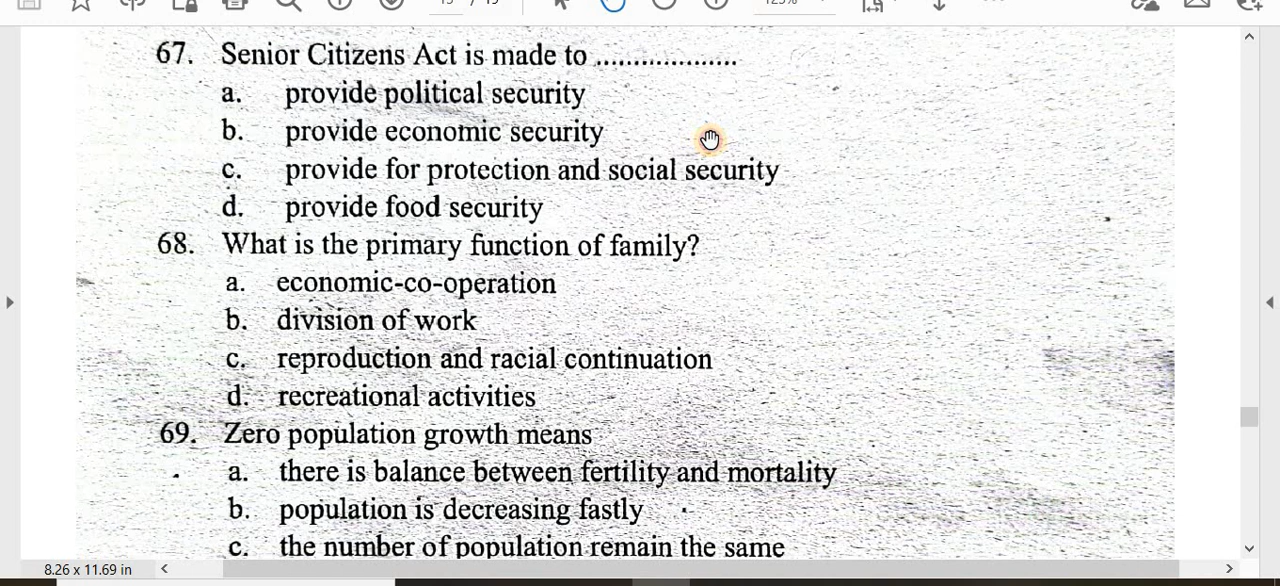 67. Senior Citizens Act is made to ...................
a. provide political security
b. provide economic security
c. provide for protection and social security
d. provide food security
68. What is the primary function of family?
a. economic-co-operation
b. division of work
c. reproduction and racial continuation
d. recreational activities
69. Zero population growth means
a. there is balance between fertility and mortality
b. population is decreasing fastly
c. the number of population remain the same
8.26 x 11.69 in